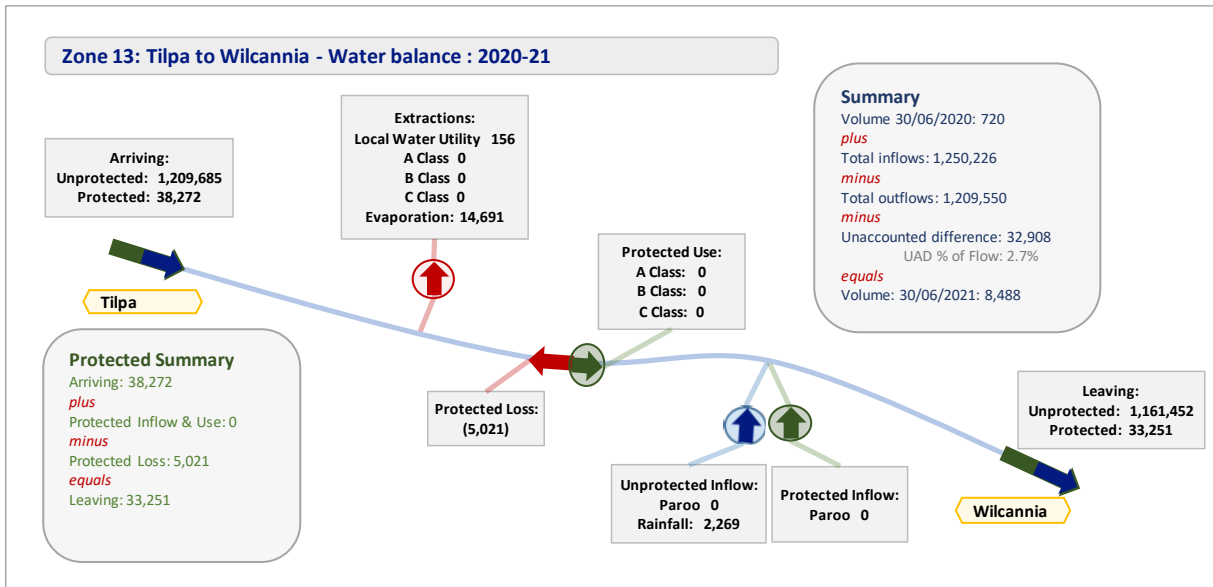 Zone 13: Tilpa to Wilcannia - Water balance : 2020-21
Arriving:
Unprotected: 1,209,685
Protected: 38,272
Extractions:
Local Water Utility 156
A Class 0
B Class 0
C Class 0
Evaporation: 14,691
Summary
Volume 30/06/2020: 720
plus
Total inflows: 1,250,226
minus
Total outflows: 1,209,550
minus
Unaccounted difference: 32,908
UAD % of Flow: 2.7%
equals
Volume: 30/06/2021: 8,488
Tilpa
Protected Use:
A Class: 0
B Class: 0
C Class: 0
Protected Summary
Arriving: 38,272
plus
Protected Inflow & Use: 0
minus
Protected Loss: 5,021
equals
Leaving: 33,251
Protected Loss:
(5,021)
Leaving:
Unprotected: 1,161,452
Protected: 33,251
Unprotected Inflow:
Paroo 0
Rainfall: 2,269
Protected Inflow:
Paroo 0
Wilcannia